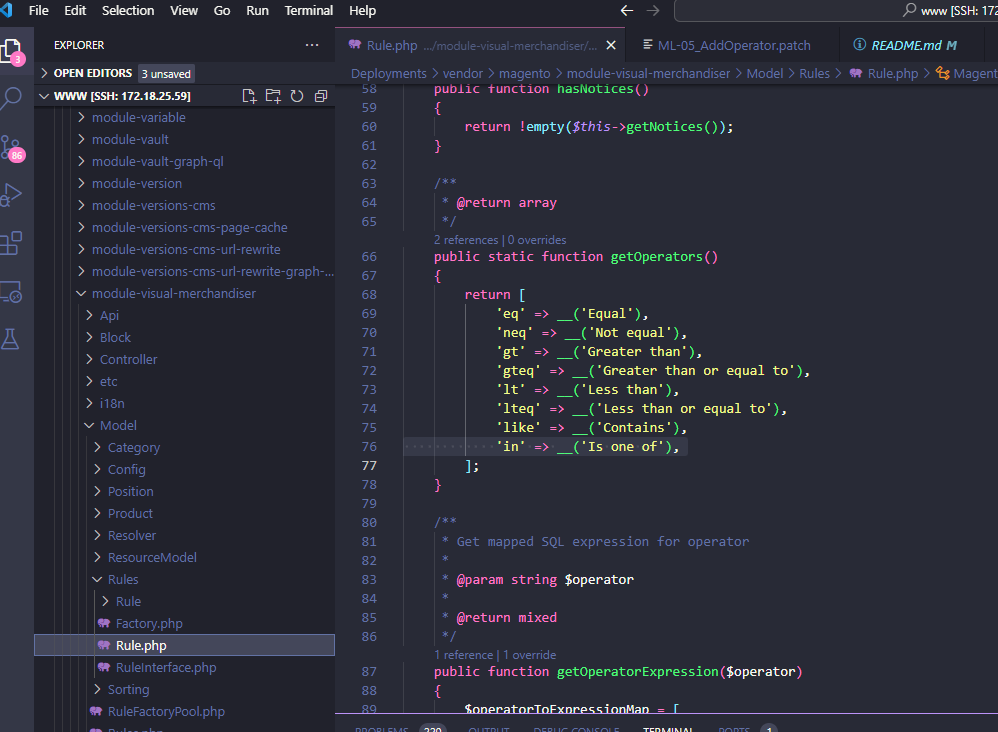 File Edit Selection View Go Run Terminal Help
www [SSH: 172
EXPLORER
Rule.php .../module-visual-merchandiser/...
ML-05_AddOperator.patch
README.md M
3
OPEN EDITORS 3 unsaved
Deployments > vendor > magento > module-visual-merchandiser > Model > Rules > Rule.php > Magent
WWW [SSH: 172.18.25.59]
86
module-variable
module-vault
module-vault-graph-ql
module-version
module-versions-cms
module-versions-cms-page-cache
module-versions-cms-url-rewrite
module-versions-cms-url-rewrite-graph-...
module-visual-merchandiser
Api
Block
Controller
etc
i18n
Model
Category
Config
Position
Product
Resolver
ResourceModel
Rules
Rule
Factory.php
Rule.php
RuleInterface.php
Sorting
RuleFactoryPool.php
Rules.php
58 public function hasNotices()
59 {
60 return !empty($this->getNotices());
61 }
62
63 /**
64 * @return array
65 */
2 references | 0 overrides
66 public static function getOperators()
67 {
68 return [
69 'eq' => __('Equal'),
70 'neq' => __('Not equal'),
71 'gt' => __('Greater than'),
72 'gteq' => __('Greater than or equal to'),
73 'lt' => __('Less than'),
74 'lteq' => __('Less than or equal to'),
75 'like' => __('Contains'),
76 'in' => __('Is one of'),
77 ];
78 }
79
80 /**
81 * Get mapped SQL expression for operator
82 *
83 * @param string $operator
84 *
85 * @return mixed
86 */
1 reference | 1 override
87 public function getOperatorExpression($operator)
88 {
89 $operatorToExpressionMap = [
PROBLEMS 220 OUTPUT DEBUG CONSOLE TERMINAL PORTS 1